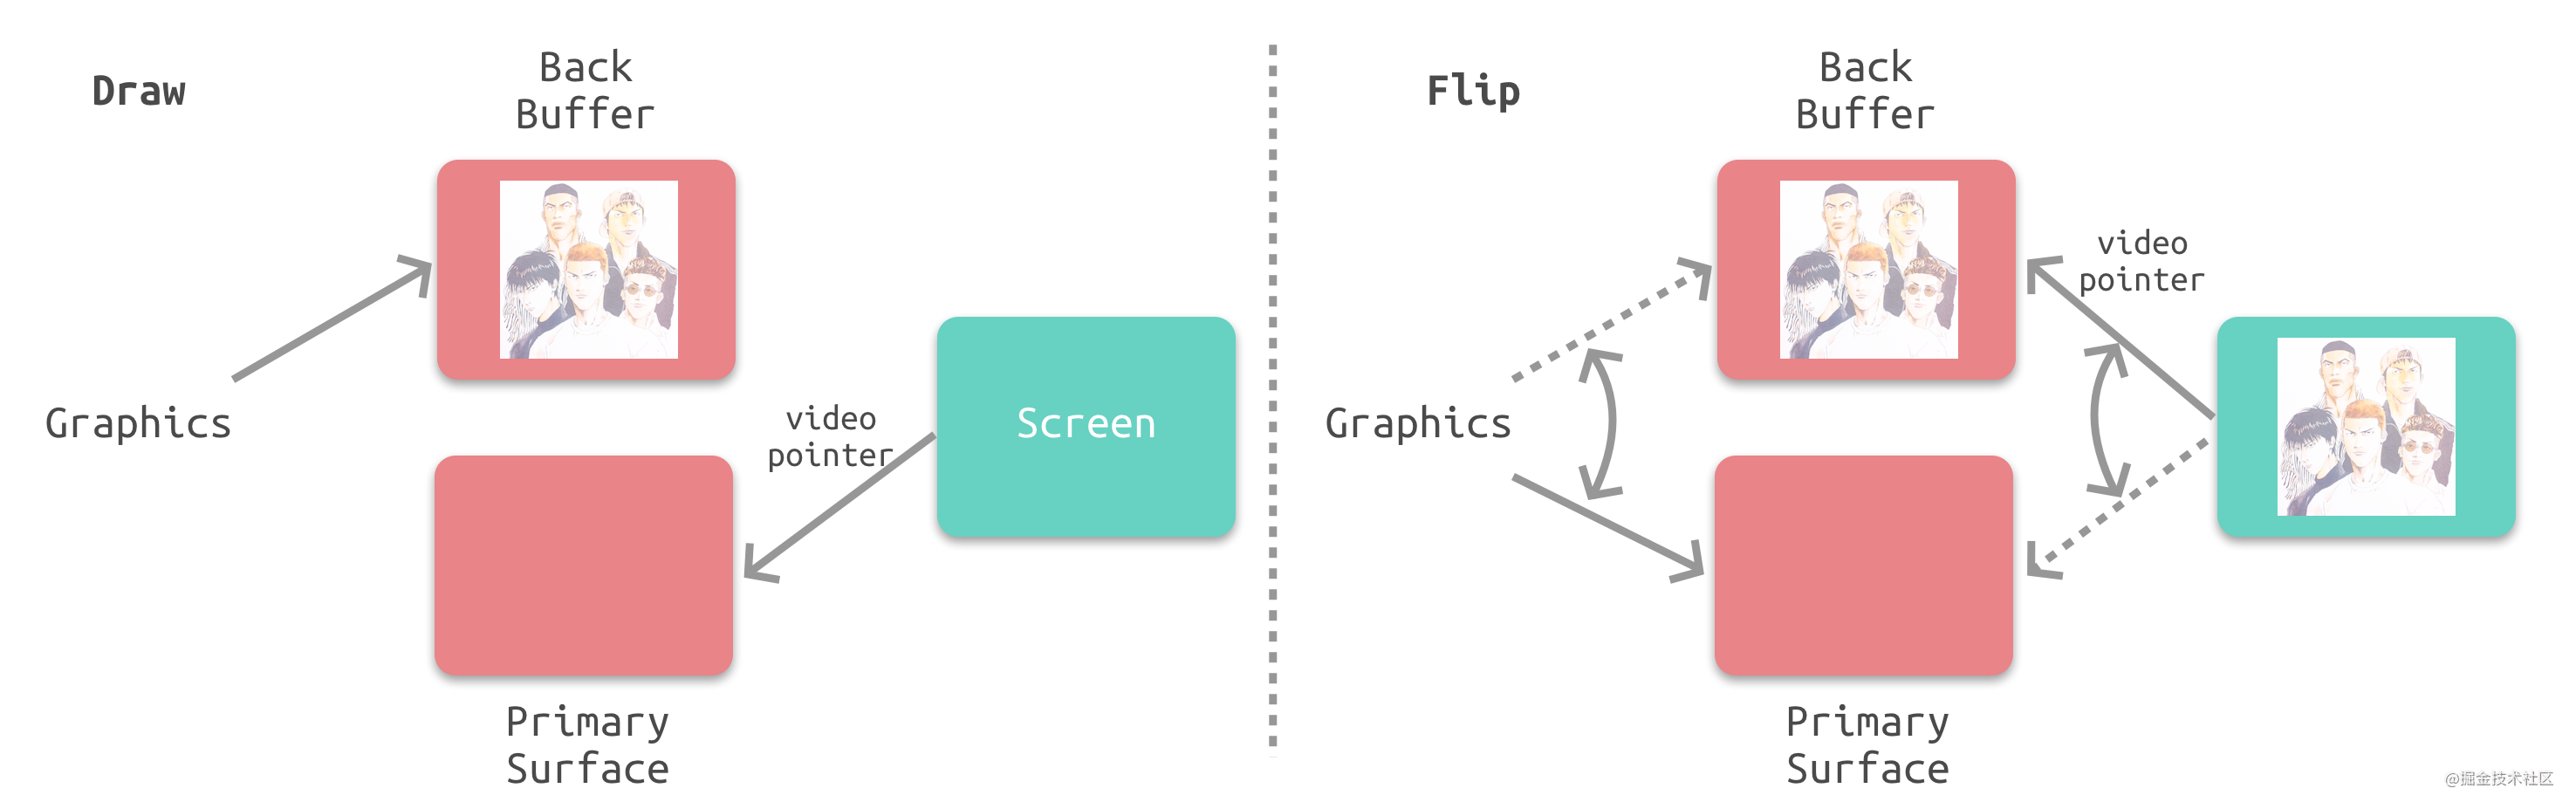 Draw
Back
Buffer
Graphics
video
pointer
Screen
Primary
Surface
Flip
Back
Buffer
video
pointer
Graphics
Primary
Surface
@掘金技术社区